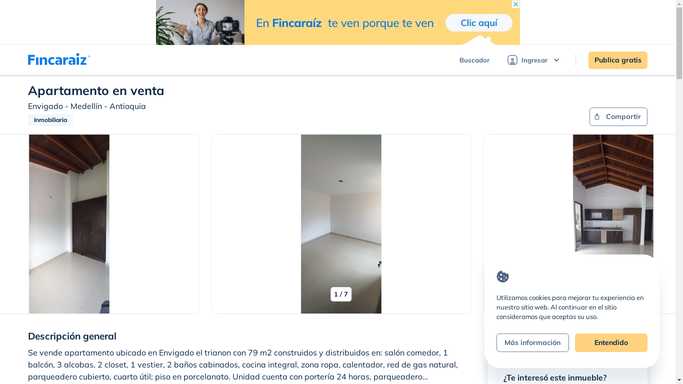 En Fincaraíz te ven porque te ven
Clic aquí
Fincaraiz
Buscador
Ingresar
Publica gratis
Apartamento en venta
Envigado - Medellín - Antioquia
Inmobiliaria
Compartir
1 / 7
Utilizamos cookies para mejorar tu experiencia en
nuestro sitio web. Al continuar en el sitio
consideramos que aceptas su uso.
Más información
Entendido
Descripción general
Se vende apartamento ubicado en Envigado el trianon con 79 m2 construidos y distribuidos en: salón comedor, 1
balcón, 3 alcobas, 2 closet, 1 vestier, 2 baños cabinados, cocina integral, zona ropa, calentador, red de gas natural,
parqueadero cubierto, cuarto útil; piso en porcelanato. Unidad cuenta con portería 24 horas, parqueadero...
¿Te interesó este inmueble?